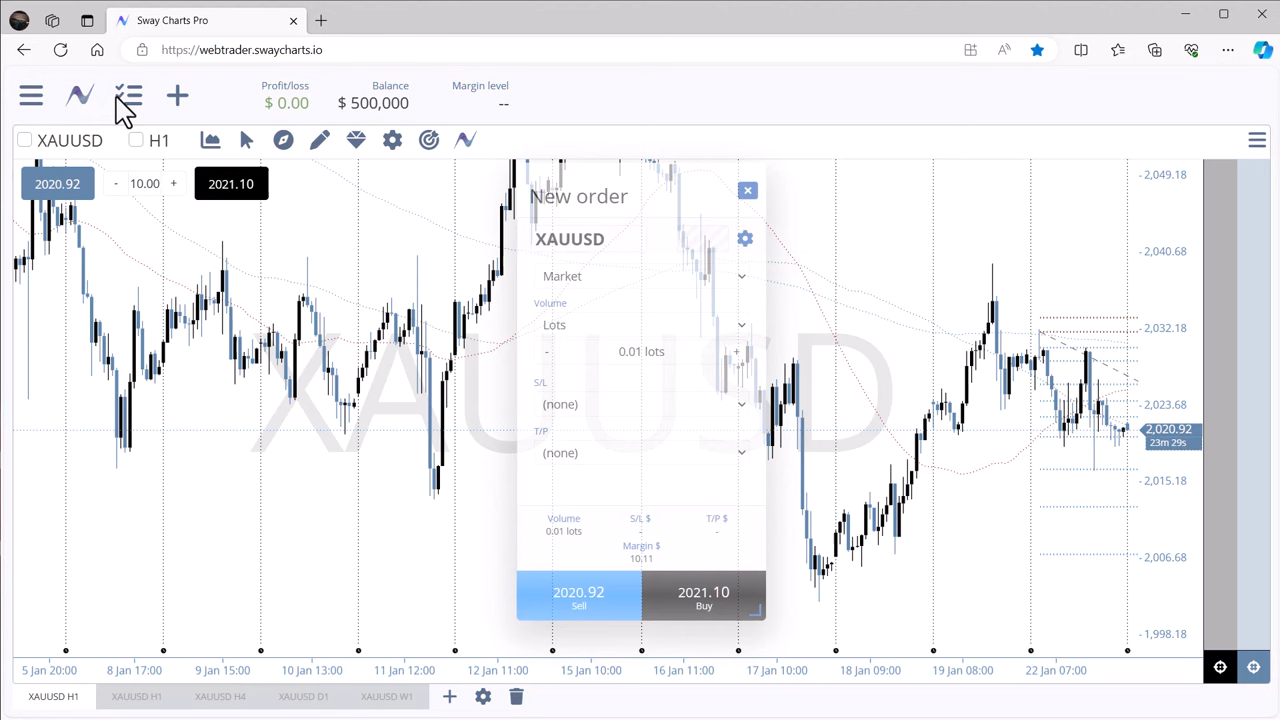 Sway Charts Pro
https://webtrader.swaycharts.io
Profit/loss
$ 0.00
Balance
$ 500,000
Margin level
--
XAUUSD
H1
2020.92
- 10.00 +
2021.10
XAUUSD
New order
XAUUSD
Market
Volume
Lots
- 0.01 lots +
S/L
(none)
T/P
(none)
Volume
0.01 lots
S/L $
-
T/P $
-
Margin $
10.11
2020.92
Sell
2021.10
Buy
2,049.18
2,040.68
2,032.18
2,023.68
2,020.92
23m 29s
2,015.18
2,006.68
1,998.18
5 Jan 20:00
8 Jan 17:00
9 Jan 15:00
10 Jan 13:00
11 Jan 12:00
12 Jan 11:00
15 Jan 10:00
16 Jan 11:00
17 Jan 10:00
18 Jan 09:00
19 Jan 08:00
22 Jan 07:00
XAUUSD H1
XAUUSD H1
XAUUSD H4
XAUUSD D1
XAUUSD W1